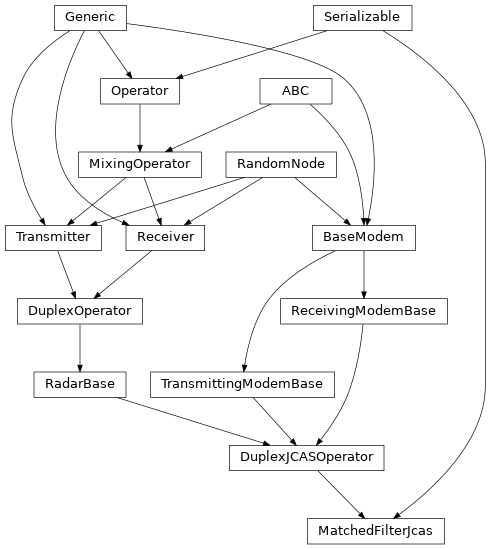 Generic
Serializable
Operator
ABC
MixingOperator
RandomNode
Transmitter
Receiver
BaseModem
DuplexOperator
ReceivingModemBase
RadarBase
TransmittingModemBase
DuplexJCASOperator
MatchedFilterJcas